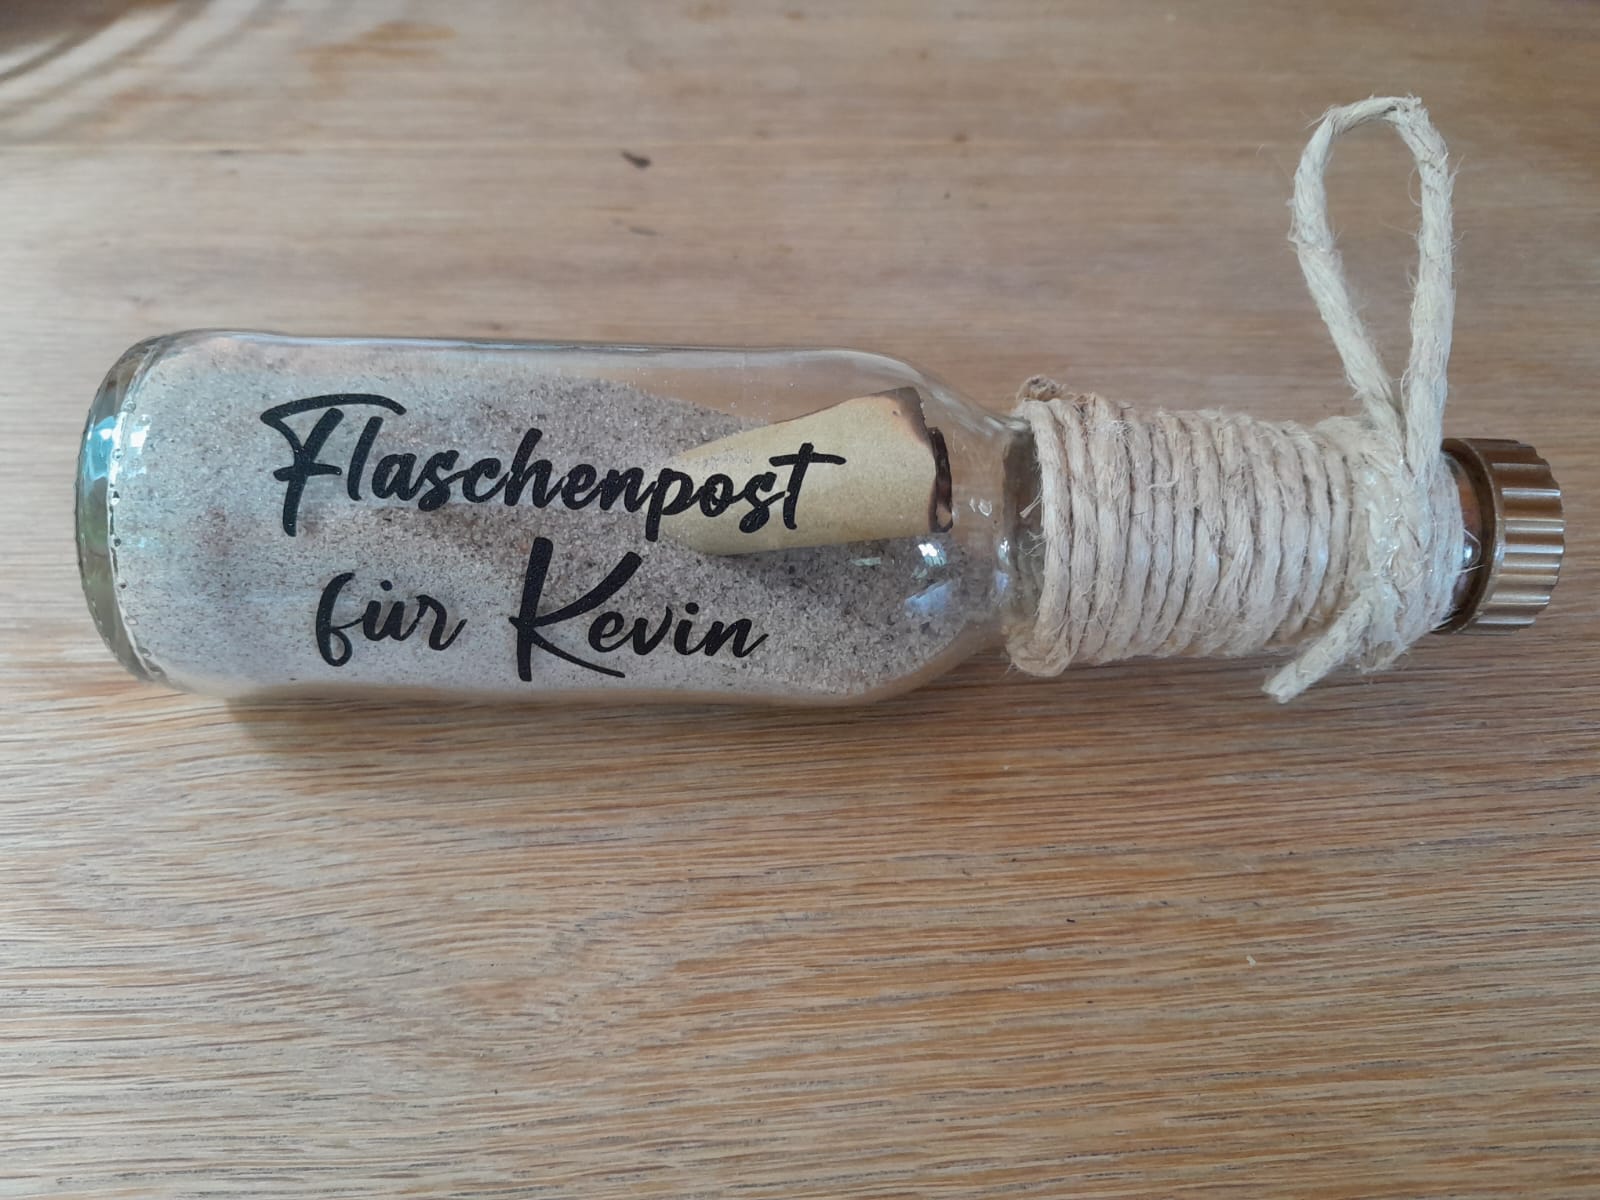 Flaschenpost
für Kevin